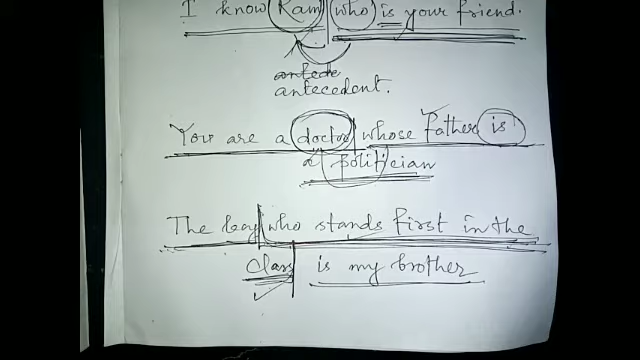 I know Ram who is your friend.
antede
antecedent.
You are a doctor whose Father is
a politician
The boy who stands first in the
class is my brother